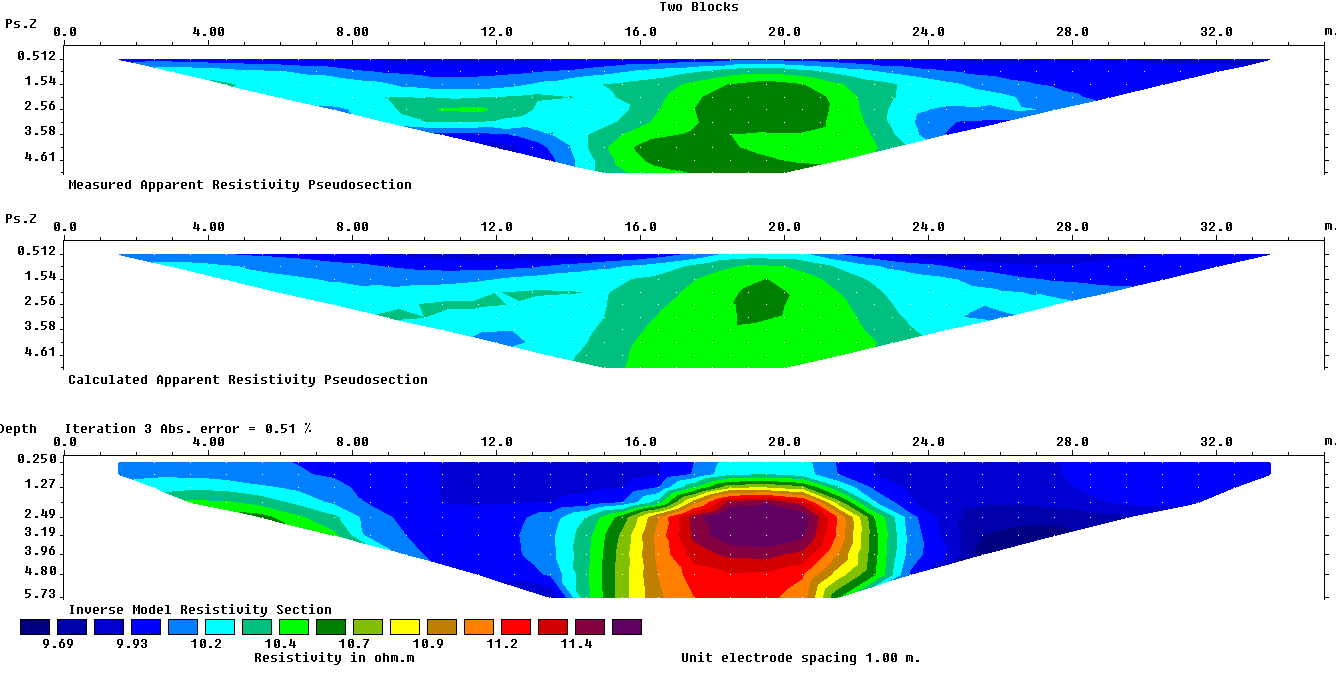 Two Blocks
Ps.Z 0.0 4.00 8.00 12.0 16.0 20.0 24.0 28.0 32.0 m.
0.512
1.54
2.56
3.58
4.61
Measured Apparent Resistivity Pseudosection
Ps.Z 0.0 4.00 8.00 12.0 16.0 20.0 24.0 28.0 32.0 m.
0.512
1.54
2.56
3.58
4.61
Calculated Apparent Resistivity Pseudosection
Depth Iteration 3 Abs. error = 0.51 %
0.0 4.00 8.00 12.0 16.0 20.0 24.0 28.0 32.0 m.
0.250
1.27
2.49
3.19
3.96
4.80
5.73
Inverse Model Resistivity Section
9.69 9.93 10.2 10.4 10.7 10.9 11.2 11.4
Resistivity in ohm.m Unit electrode spacing 1.00 m.